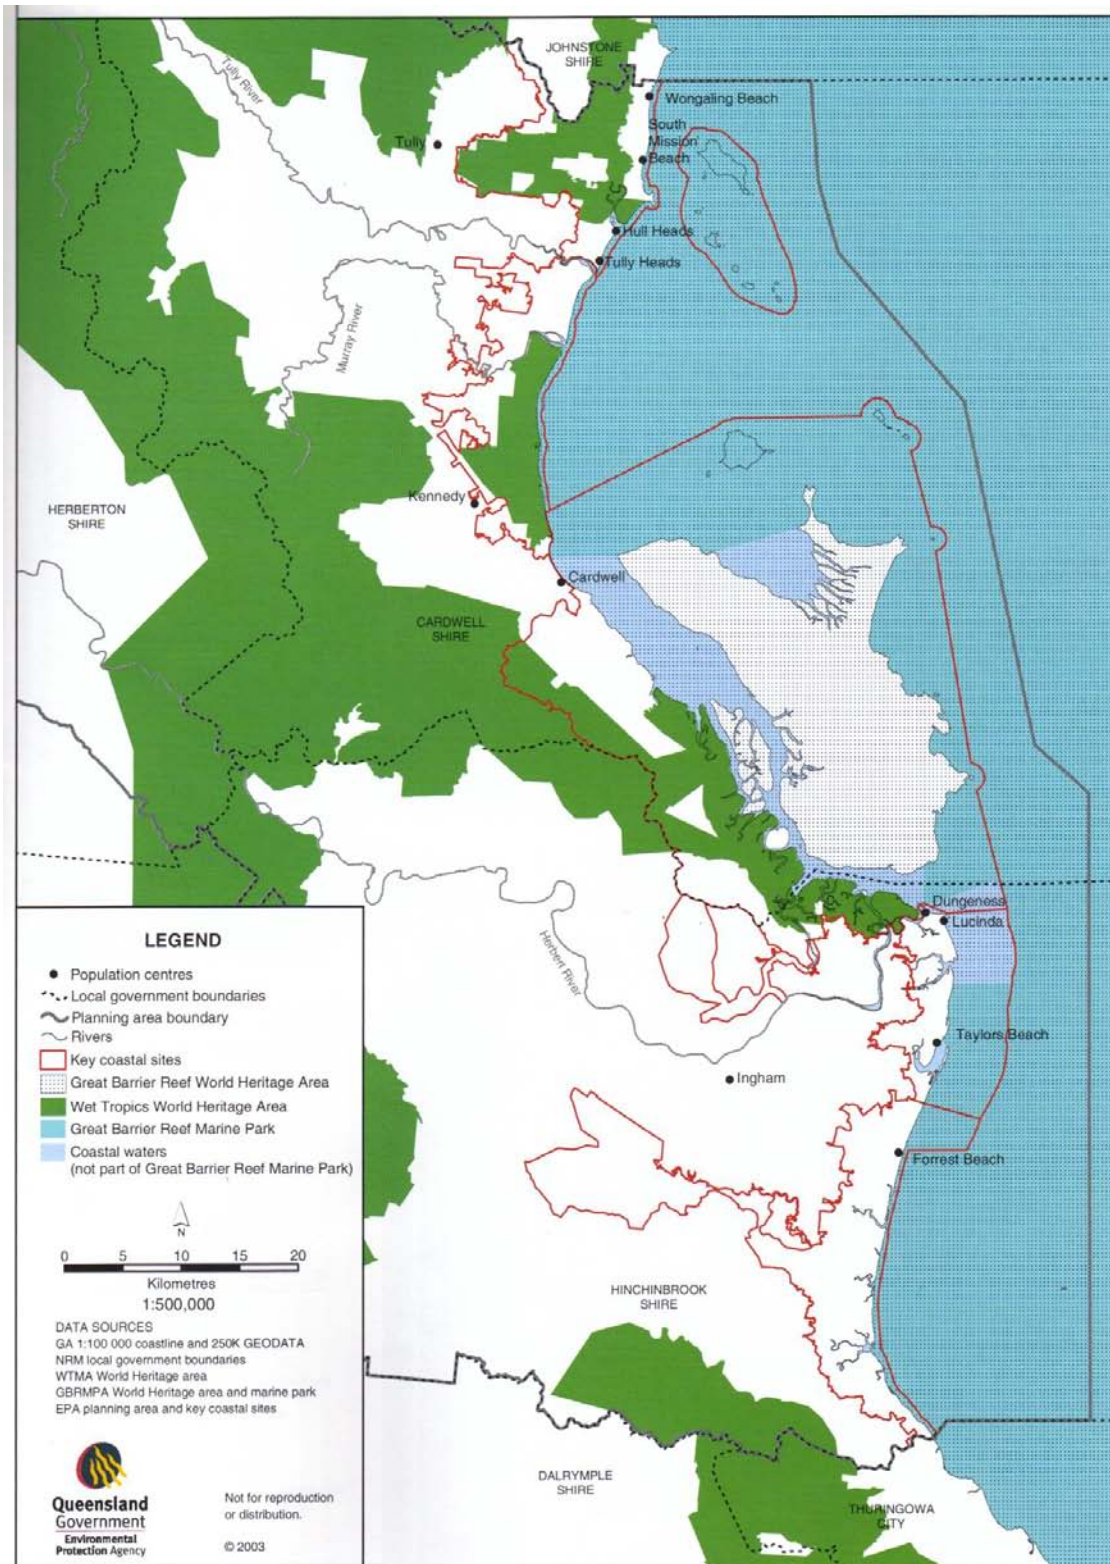 JOHNSTONE
SHIRE
Tully River
Wongaling Beach
South
Mission
Beach
Tully
Hull Heads
Tully Heads
Murray River
Kennedy
HERBERTON
SHIRE
Cardwell
CARDWELL
SHIRE
Dungeness
Lucinda
Herbert River
Taylors Beach
Ingham
Forrest Beach
HINCHINBROOK
SHIRE
DALRYMPLE
SHIRE
THURINGOWA
CITY
LEGEND
Population centres
Local government boundaries
Planning area boundary
Rivers
Key coastal sites
Great Barrier Reef World Heritage Area
Wet Tropics World Heritage Area
Great Barrier Reef Marine Park
Coastal waters
(not part of Great Barrier Reef Marine Park)
N
0 5 10 15 20
Kilometres
1:500,000
DATA SOURCES
GA 1:100 000 coastline and 250K GEODATA
NRM local government boundaries
WTMA World Heritage area
GBRMPA World Heritage area and marine park
EPA planning area and key coastal sites
Queensland
Government
Environmental
Protection Agency
Not for reproduction
or distribution.
© 2003